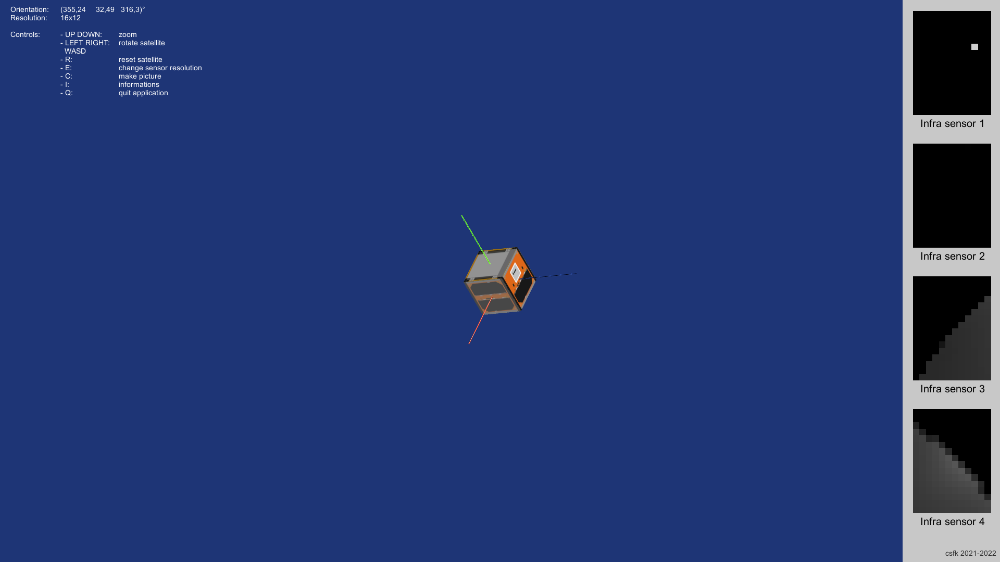 Orientation: (355,24 32,49 316,3)°
Resolution: 16x12
Controls: - UP DOWN: zoom
- LEFT RIGHT: rotate satellite
WASD
- R: reset satellite
- E: change sensor resolution
- C: make picture
- I: informations
- Q: quit application
Infra sensor 1
Infra sensor 2
Infra sensor 3
Infra sensor 4
csfk 2021-2022